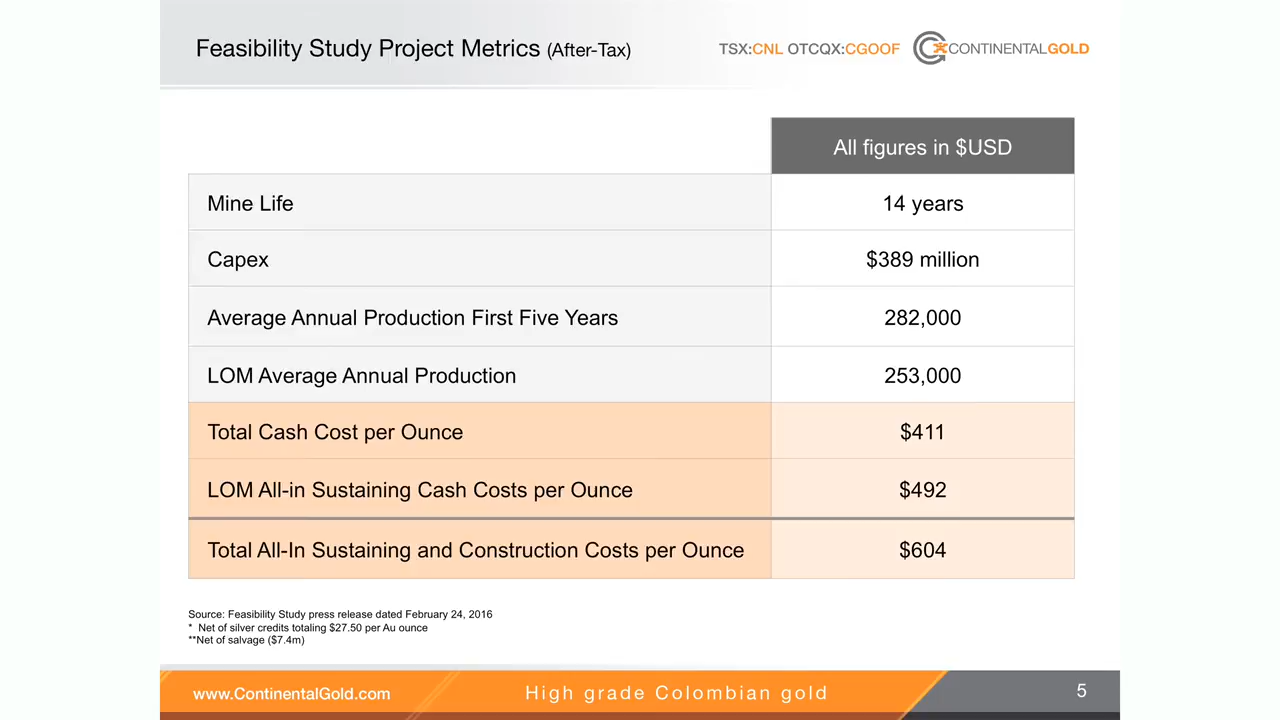 Feasibility Study Project Metrics (After-Tax)
TSX:CNL OTCQX:CGOOF
CONTINENTALGOLD
All figures in $USD
Mine Life 14 years
Capex $389 million
Average Annual Production First Five Years 282,000
LOM Average Annual Production 253,000
Total Cash Cost per Ounce $411
LOM All-in Sustaining Cash Costs per Ounce $492
Total All-In Sustaining and Construction Costs per Ounce $604
Source: Feasibility Study press release dated February 24, 2016
* Net of silver credits totaling $27.50 per Au ounce
**Net of salvage ($7.4m)
www.ContinentalGold.com High grade Colombian gold 5